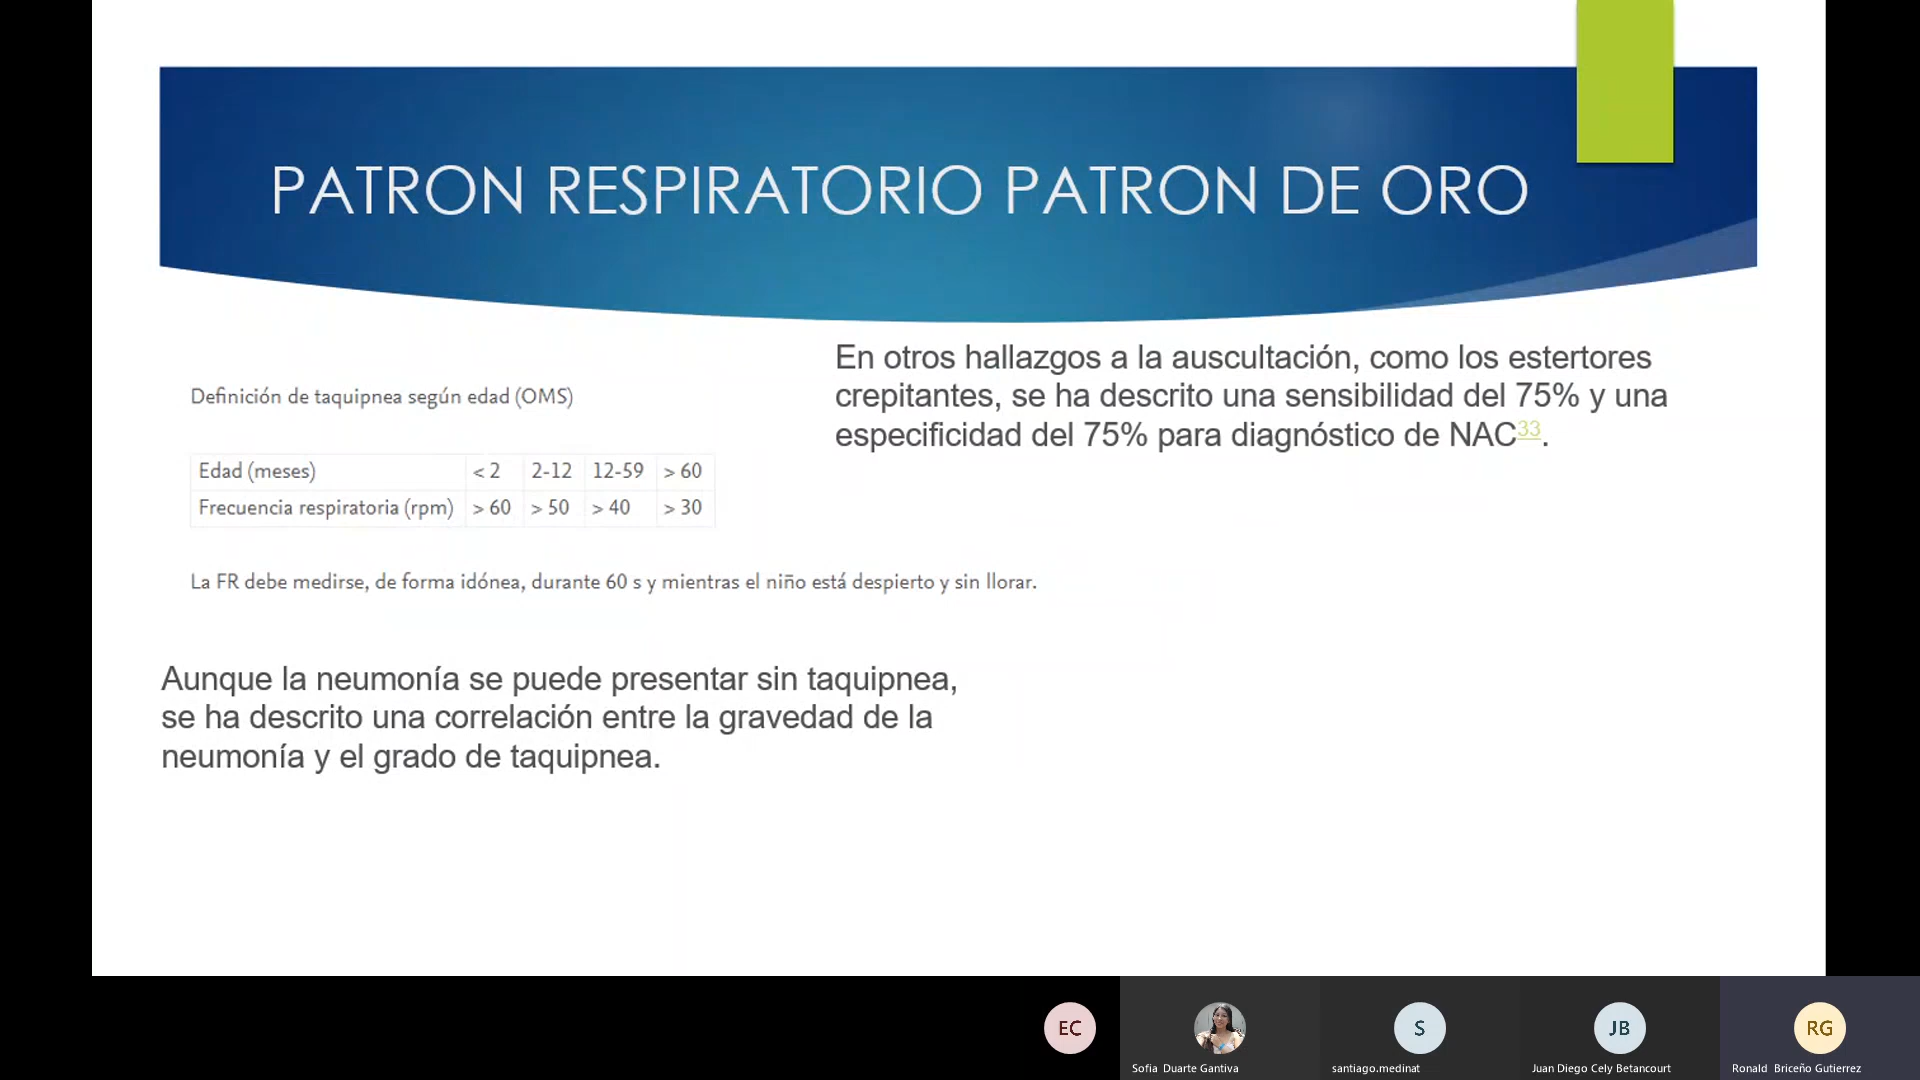 PATRON RESPIRATORIO PATRON DE ORO
En otros hallazgos a la auscultación, como los estertores
crepitantes, se ha descrito una sensibilidad del 75% y una
especificidad del 75% para diagnóstico de NAC33.
Definición de taquipnea según edad (OMS)
Edad (meses) < 2 2-12 12-59 > 60
Frecuencia respiratoria (rpm) > 60 > 50 > 40 > 30
La FR debe medirse, de forma idónea, durante 60 s y mientras el niño está despierto y sin llorar.
Aunque la neumonía se puede presentar sin taquipnea,
se ha descrito una correlación entre la gravedad de la
neumonía y el grado de taquipnea.
EC
S
JB
RG
Sofia Duarte Gantiva
santiago.medinat
Juan Diego Cely Betancourt
Ronald Briceño Gutierrez